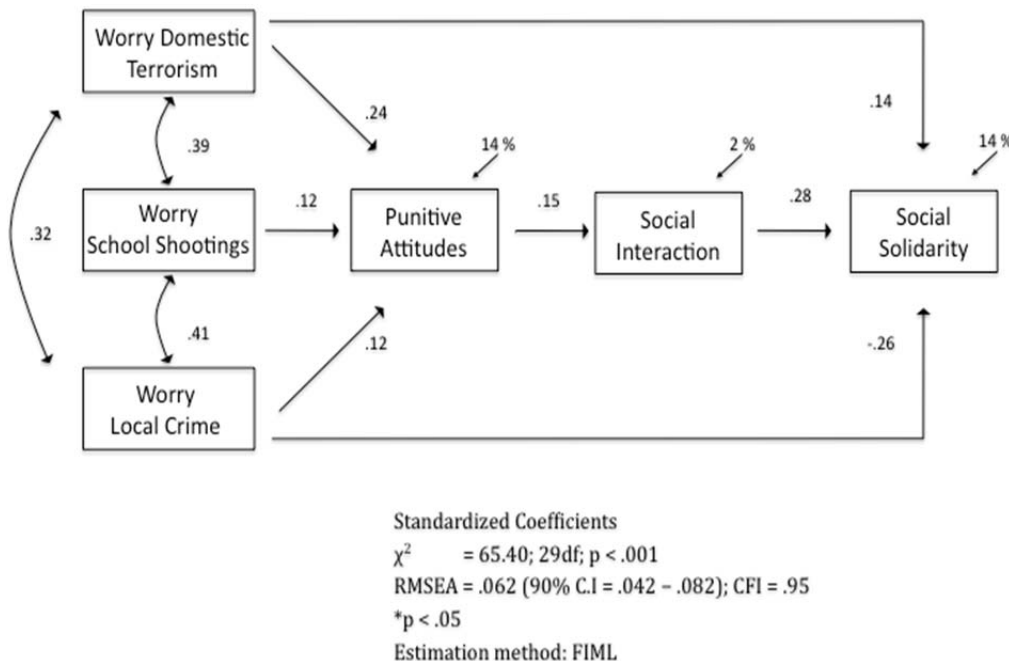 Worry Domestic
Terrorism
.14
.24
14 %
2 %
14 %
.39
Worry
School Shootings
.12
Punitive
Attitudes
.15
Social
Interaction
.28
Social
Solidarity
.32
.41
.12
-.26
Worry
Local Crime
Standardized Coefficients
χ² = 65.40; 29df; p < .001
RMSEA = .062 (90% C.I = .042 – .082); CFI = .95
*p < .05
Estimation method: FIML